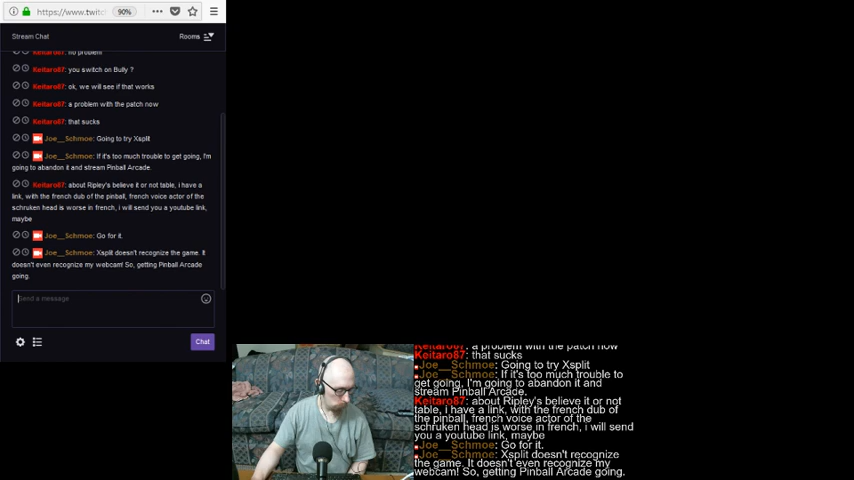 https://www.twitc
90%
Stream Chat
Rooms
Keitaro87: no problem
Keitaro87: you switch on Bully ?
Keitaro87: ok, we will see if that works
Keitaro87: a problem with the patch now
Keitaro87: that sucks
Joe__Schmoe: Going to try Xsplit
Joe__Schmoe: If it's too much trouble to get going, I'm
going to abandon it and stream Pinball Arcade.
Keitaro87: about Ripley's believe it or not table, i have a
link, with the french dub of the pinball, french voice actor of the
schruken head is worse in french, i will send you a youtube link,
maybe
Joe__Schmoe: Go for it.
Joe__Schmoe: Xsplit doesn't recognize the game. It
doesn't even recognize my webcam! So, getting Pinball Arcade
going.
Send a message
Chat
Keitaro87: a problem with the patch now
Keitaro87: that sucks
Joe__Schmoe: Going to try Xsplit
Joe__Schmoe: If it's too much trouble to
get going, I'm going to abandon it and
stream Pinball Arcade.
Keitaro87: about Ripley's believe it or not
table, i have a link, with the french dub of
the pinball, french voice actor of the
schruken head is worse in french, i will send
you a youtube link, maybe
Joe__Schmoe: Go for it.
Joe__Schmoe: Xsplit doesn't recognize
the game. It doesn't even recognize my
webcam! So, getting Pinball Arcade going.